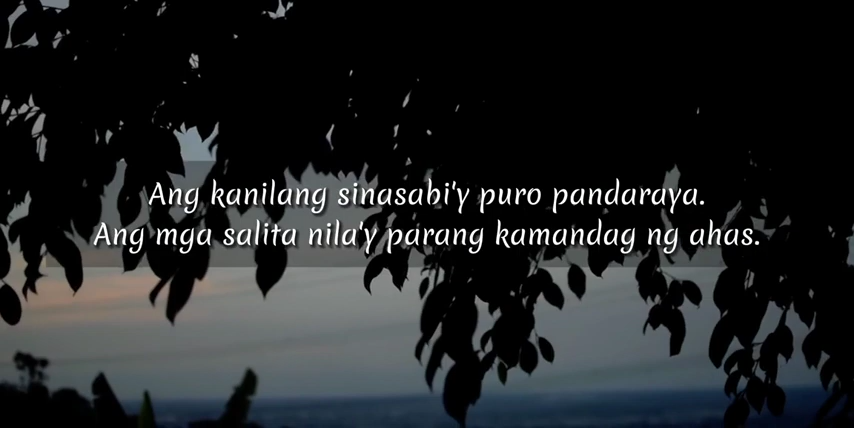 Ang kanilang sinasabi'y puro pandaraya.
Ang mga salita nila'y parang kamandag ng ahas.